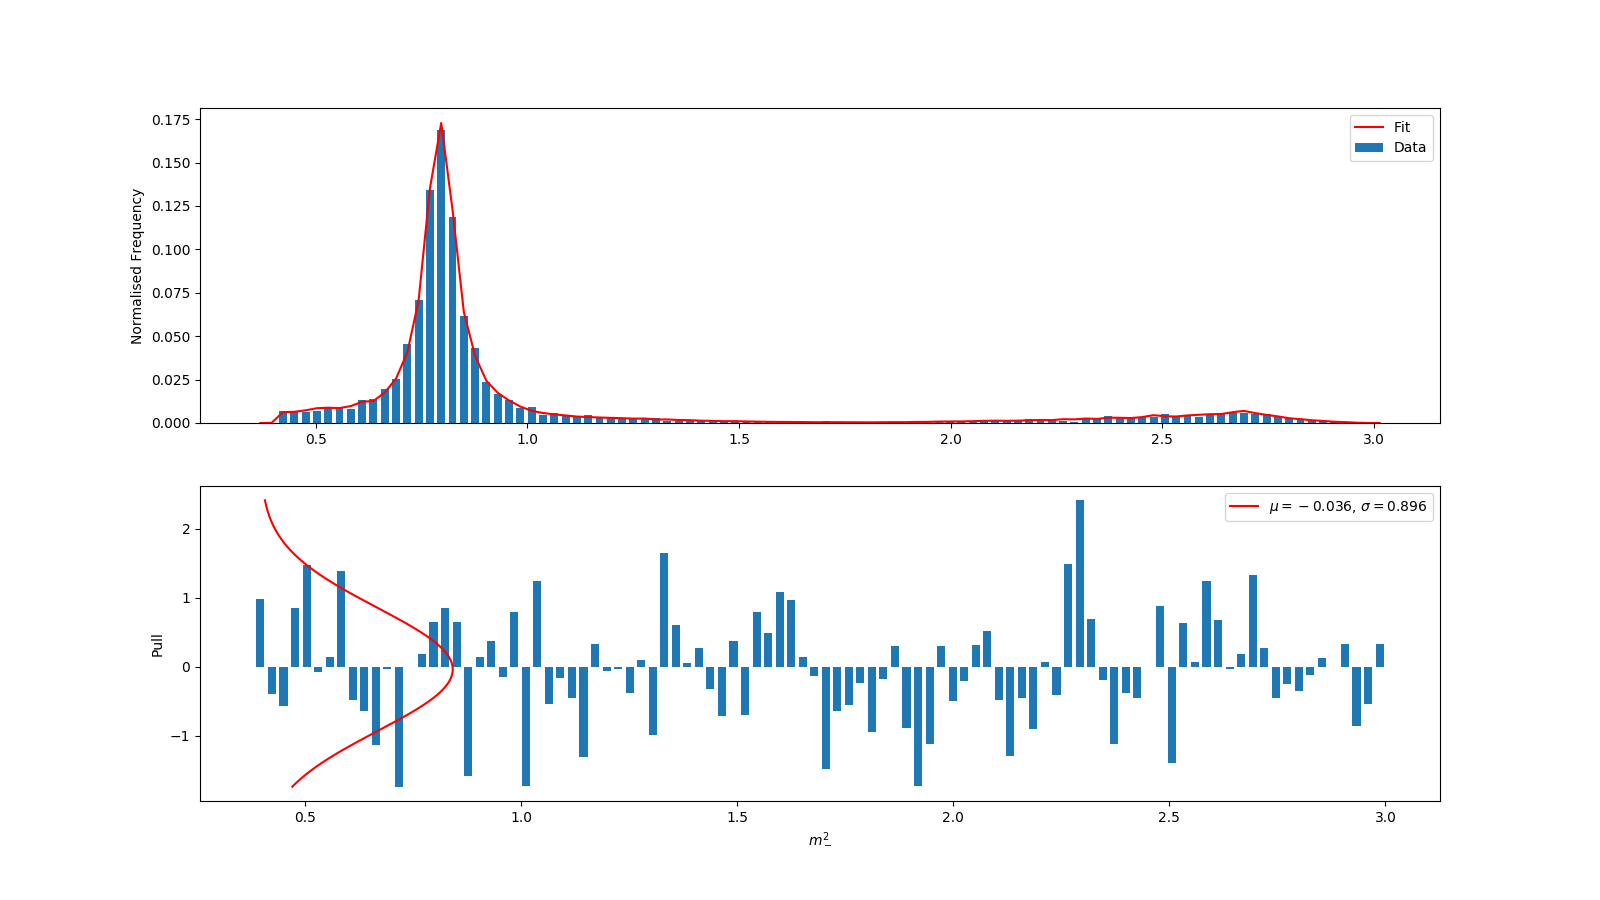 0.175
0.150
0.125
0.100
0.075
0.050
0.025
0.000
Normalised Frequency
Fit
Data
0.5 1.0 1.5 2.0 2.5 3.0
2
1
0
−1
Pull
μ = −0.036, σ = 0.896
0.5 1.0 1.5 2.0 2.5 3.0
m²₋